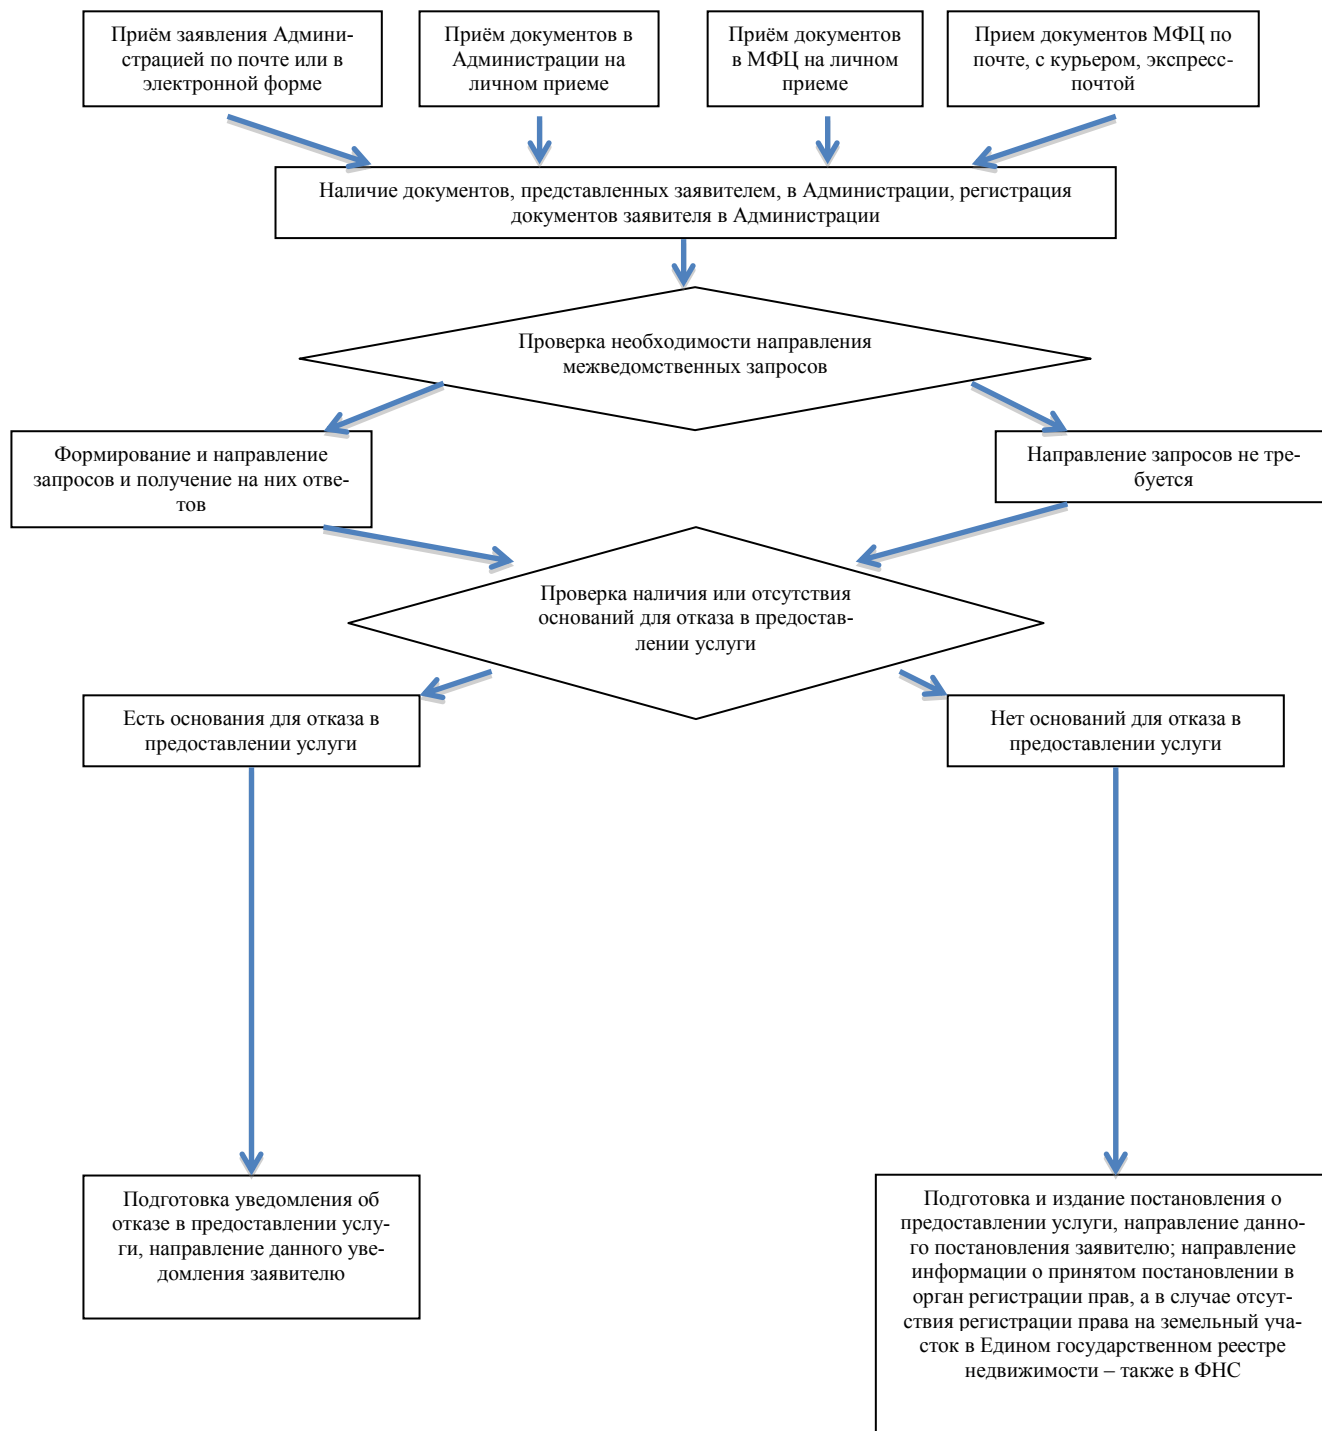 Приём заявления Админи-
страцией по почте или в
электронной форме
Приём документов в
Администрации на
личном приеме
Приём документов
в МФЦ на личном
приеме
Прием документов МФЦ по
почте, с курьером, экспресс-
почтой
Наличие документов, представленных заявителем, в Администрации, регистрация
документов заявителя в Администрации
Проверка необходимости направления
межведомственных запросов
Формирование и направление
запросов и получение на них отве-
тов
Направление запросов не тре-
буется
Проверка наличия или отсутствия
оснований для отказа в предостав-
лении услуги
Есть основания для отказа в
предоставлении услуги
Нет оснований для отказа в
предоставлении услуги
Подготовка уведомления об
отказе в предоставлении услу-
ги, направление данного уве-
домления заявителю
Подготовка и издание постановления о
предоставлении услуги, направление данно-
го постановления заявителю; направление
информации о принятом постановлении в
орган регистрации прав, а в случае отсут-
ствия регистрации права на земельный уча-
сток в Едином государственном реестре
недвижимости – также в ФНС